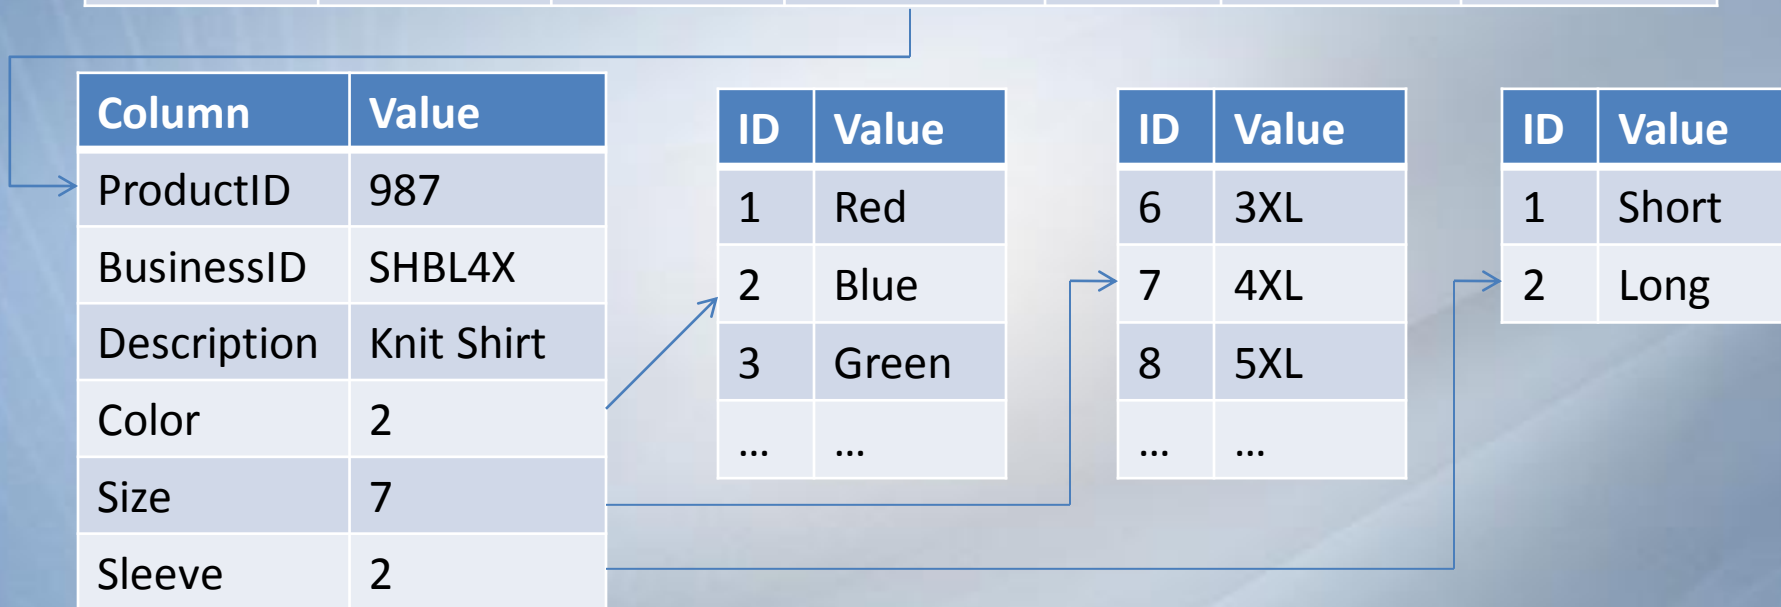 Column Value
ProductID 987
BusinessID SHBL4X
Description Knit Shirt
Color 2
Size 7
Sleeve 2
ID Value
1 Red
2 Blue
3 Green
... ...
ID Value
6 3XL
7 4XL
8 5XL
... ...
ID Value
1 Short
2 Long